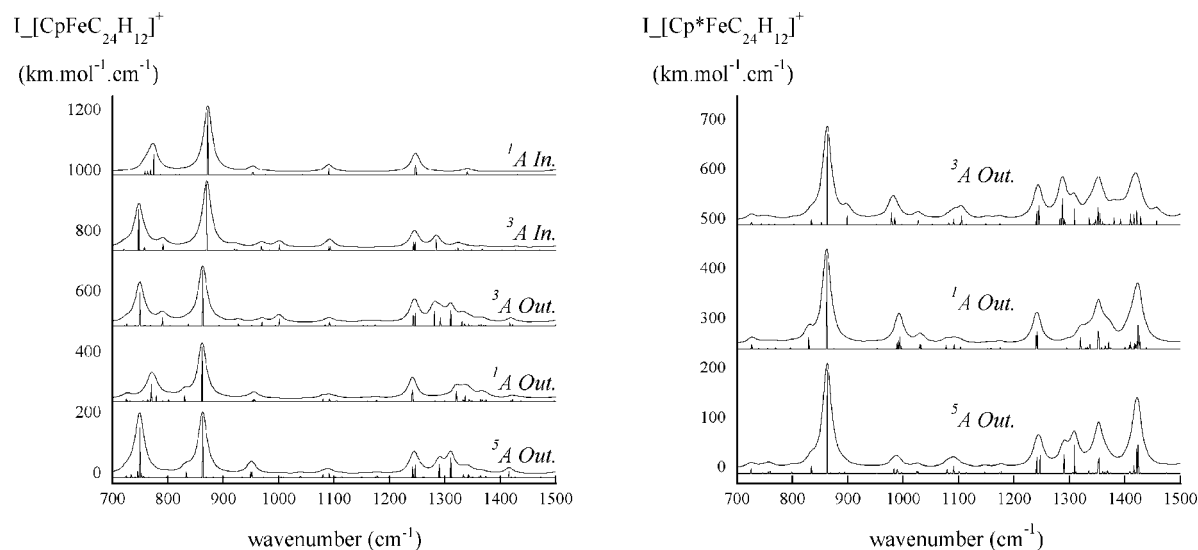 I_[CpFeC24H12]+
(km.mol-1.cm-1)
1200
1000
800
600
400
200
0
1A In.
3A In.
3A Out.
1A Out.
5A Out.
700 800 900 1000 1100 1200 1300 1400 1500
wavenumber (cm-1)
I_[Cp*FeC24H12]+
(km.mol-1.cm-1)
700
600
500
400
300
200
100
0
3A Out.
1A Out.
5A Out.
700 800 900 1000 1100 1200 1300 1400 1500
wavenumber (cm-1)